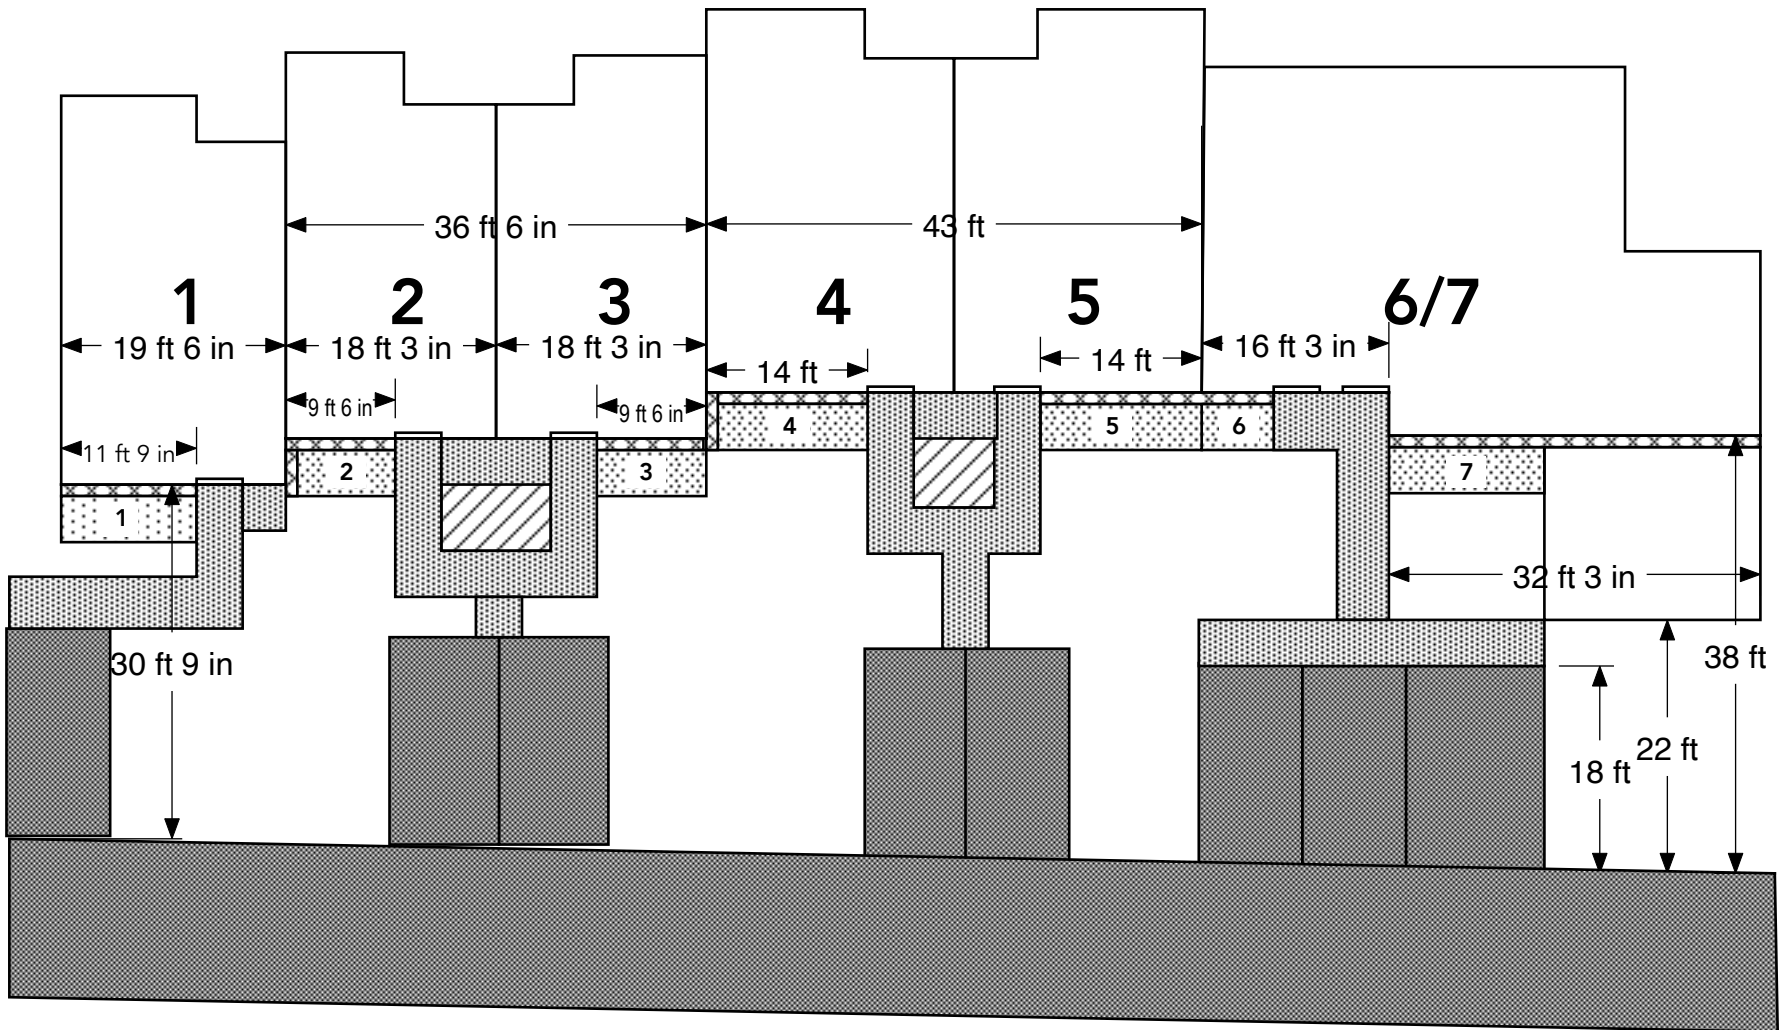 36 ft 6 in
43 ft
1
2
3
4
5
6/7
19 ft 6 in
18 ft 3 in
18 ft 3 in
16 ft 3 in
14 ft
14 ft
9 ft 6 in
9 ft 6 in
11 ft 9 in
4
5
6
2
3
7
1
32 ft 3 in
30 ft 9 in
38 ft
22 ft
18 ft